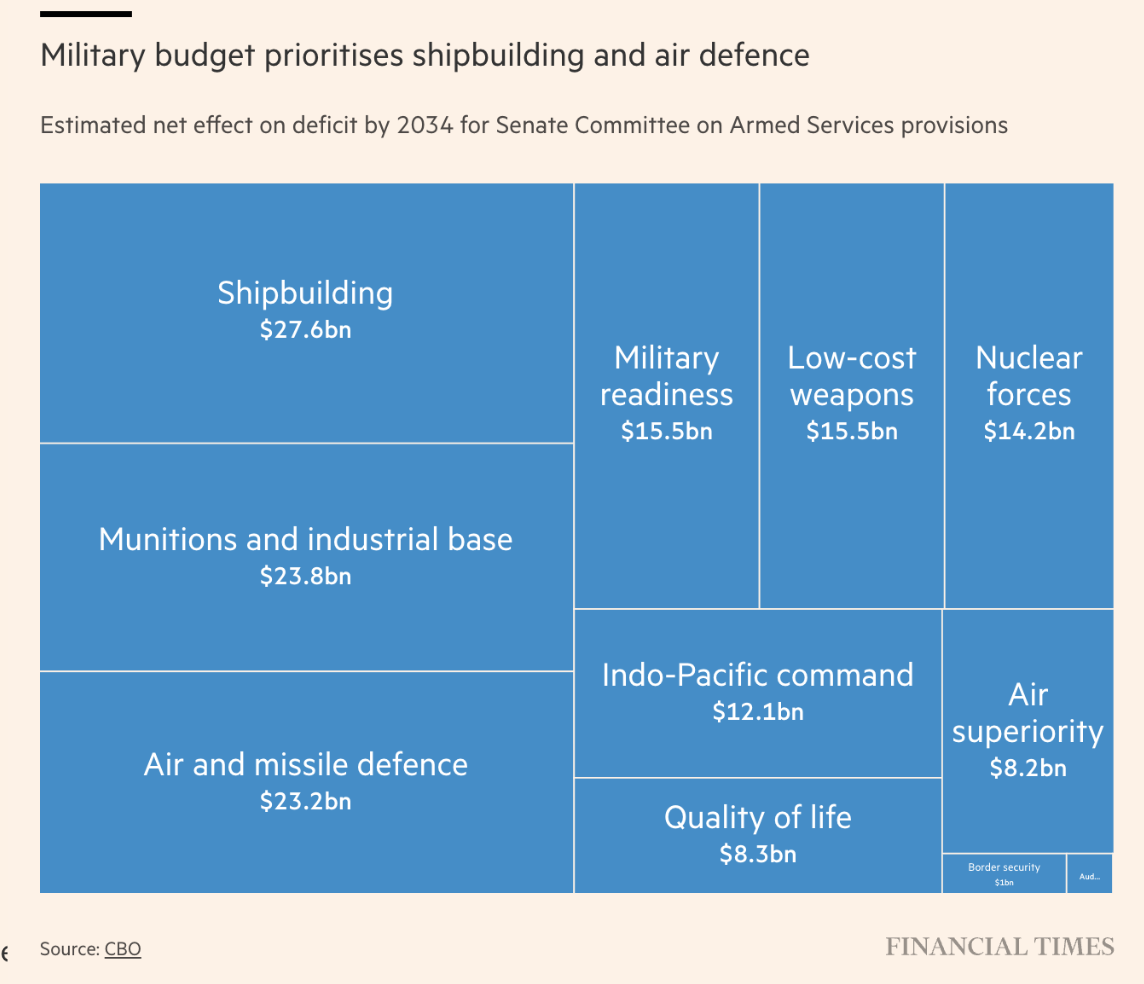 Military budget prioritises shipbuilding and air defence
Estimated net effect on deficit by 2034 for Senate Committee on Armed Services provisions
Shipbuilding
$27.6bn
Munitions and industrial base
$23.8bn
Air and missile defence
$23.2bn
Military
readiness
$15.5bn
Low-cost
weapons
$15.5bn
Nuclear
forces
$14.2bn
Indo-Pacific command
$12.1bn
Quality of life
$8.3bn
Air
superiority
$8.2bn
Border security
$1bn
Aud...
Source: CBO
FINANCIAL TIMES